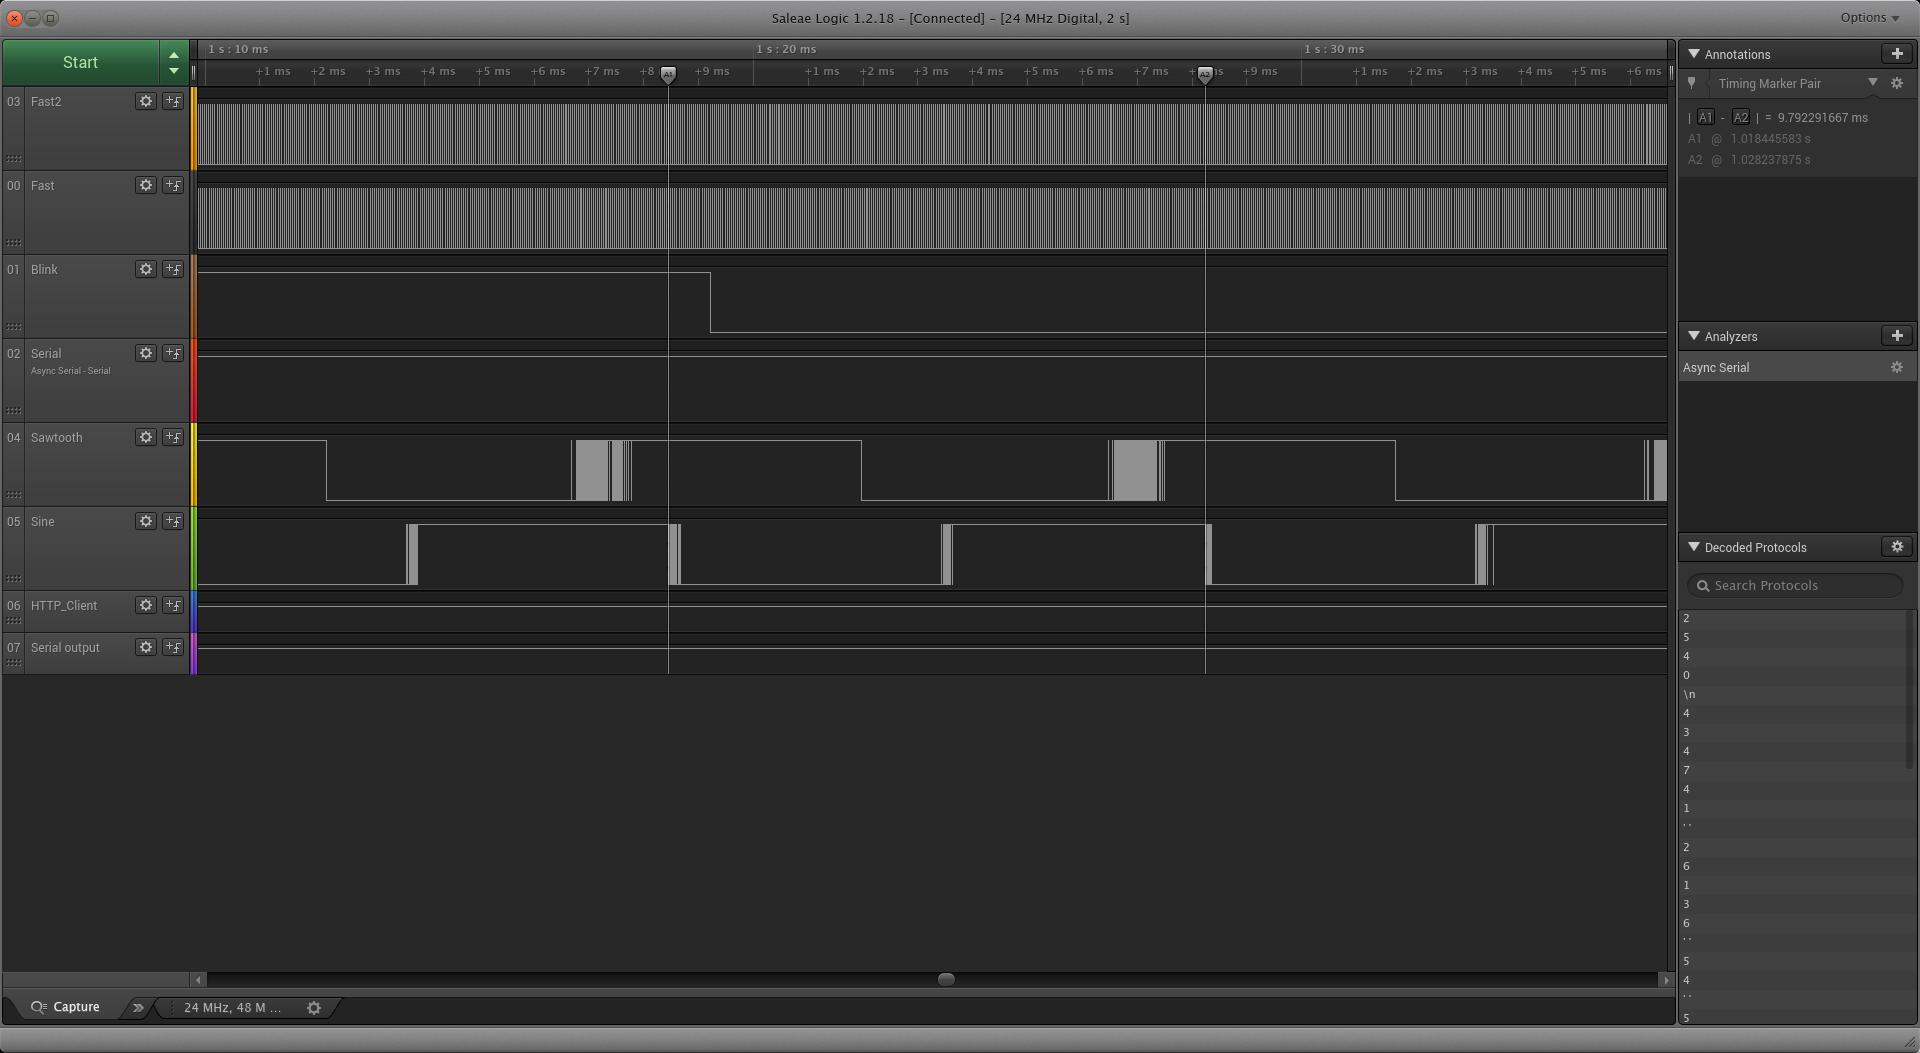 Saleae Logic 1.2.18 - [Connected] - [24 MHz Digital, 2 s]
Options
Start
1 s : 10 ms 1 s : 20 ms 1 s : 30 ms
+1 ms +2 ms +3 ms +4 ms +5 ms +6 ms +7 ms +8 A1 +9 ms +1 ms +2 ms +3 ms +4 ms +5 ms +6 ms +7 ms A2 s +9 ms +1 ms +2 ms +3 ms +4 ms +5 ms +6 ms
03 Fast2
00 Fast
01 Blink
02 Serial
Async Serial - Serial
04 Sawtooth
05 Sine
06 HTTP_Client
07 Serial output
Capture
24 MHz, 48 M ...
Annotations
Timing Marker Pair
| A1 - A2 | = 9.792291667 ms
A1 @ 1.018445583 s
A2 @ 1.028237875 s
Analyzers
Async Serial
Decoded Protocols
Search Protocols
2
5
4
0
\n
4
3
4
7
4
1
' '
2
6
1
3
6
' '
5
4
' '
5